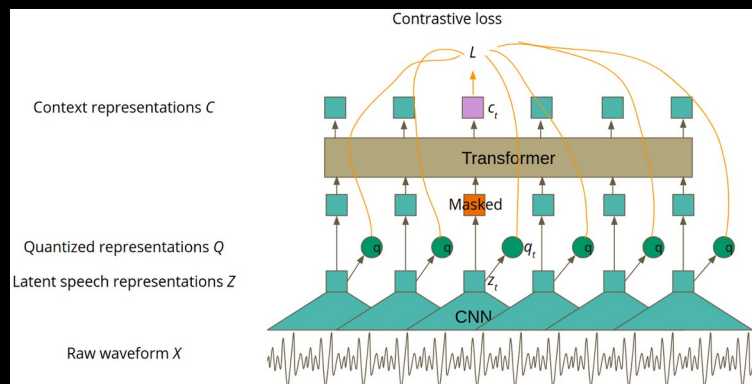 Contrastive loss
L
Context representations C
c_t
Transformer
Masked
Quantized representations Q
q q q_t q q q
Latent speech representations Z
z_t
CNN
Raw waveform X